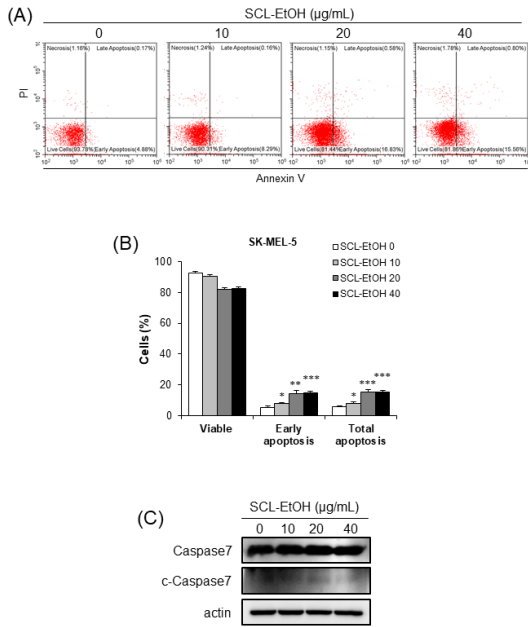 (A)
SCL-EtOH (µg/mL)
0 10 20 40
Necrosis(1.16%) Late Apoptosis(0.17%)
Necrosis(1.24%) Late Apoptosis(0.16%)
Necrosis(1.15%) Late Apoptosis(0.58%)
Necrosis(1.78%) Late Apoptosis(0.80%)
PI
Live Cells(93.79%) Early Apoptosis(4.88%)
Live Cells(90.31%) Early Apoptosis(8.29%)
Live Cells(81.44%) Early Apoptosis(16.83%)
Live Cells(81.86%) Early Apoptosis(15.56%)
Annexin V
(B)
SK-MEL-5
SCL-EtOH 0
SCL-EtOH 10
SCL-EtOH 20
SCL-EtOH 40
Cells (%)
100
80
60
40
20
0
* ** *** * *** ***
Viable Early apoptosis Total apoptosis
(C)
SCL-EtOH (µg/mL)
0 10 20 40
Caspase7
c-Caspase7
actin